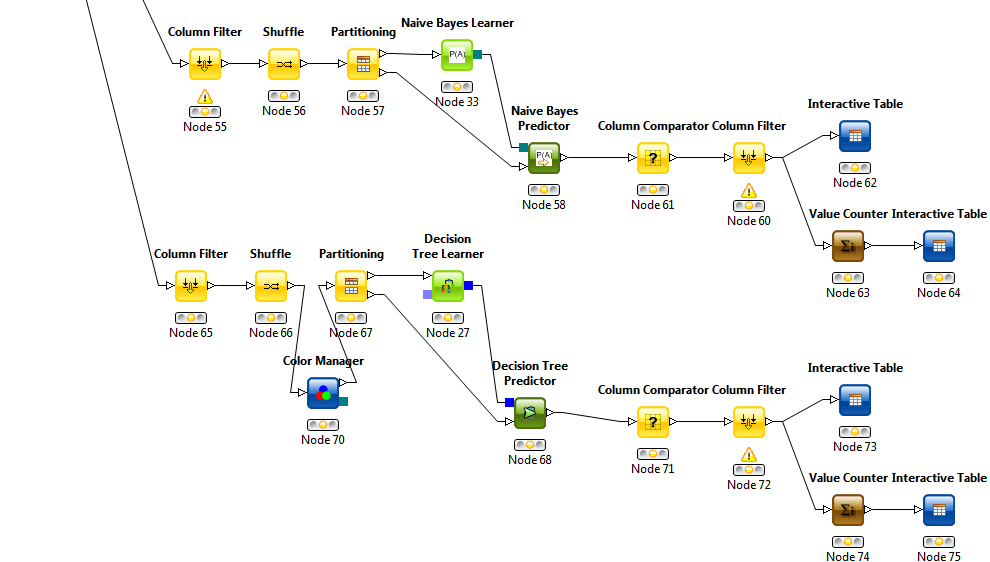 Column Filter
Shuffle
Partitioning
Naive Bayes Learner
P(A)
Node 55
Node 56
Node 57
Node 33
Naive Bayes
Predictor
P(A)
Node 58
Column Comparator
?
Node 61
Column Filter
Node 60
Interactive Table
Node 62
Value Counter
Σi
Node 63
Interactive Table
Node 64
Column Filter
Shuffle
Partitioning
Decision
Tree Learner
Node 65
Node 66
Node 67
Node 27
Color Manager
Node 70
Decision Tree
Predictor
Node 68
Column Comparator
?
Node 71
Column Filter
Node 72
Interactive Table
Node 73
Value Counter
Σi
Node 74
Interactive Table
Node 75